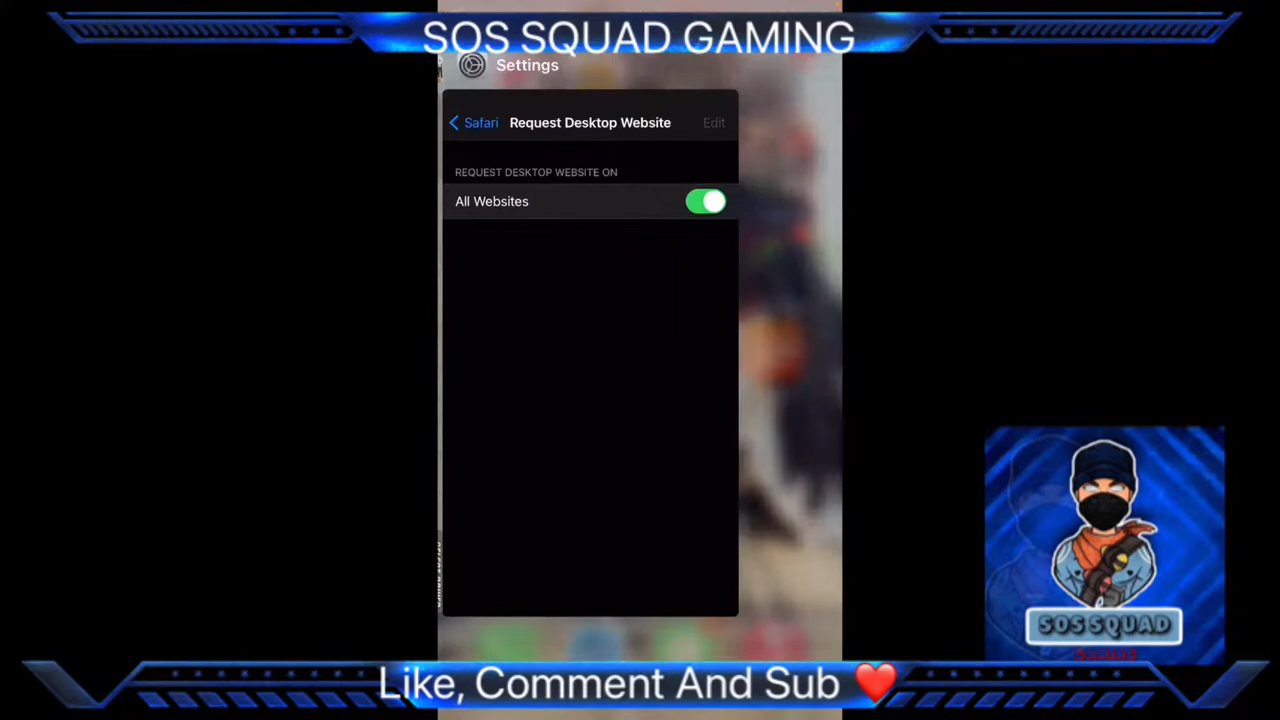 SOS SQUAD GAMING
Settings
Safari
Request Desktop Website
Edit
REQUEST DESKTOP WEBSITE ON
All Websites
SOS SQUAD
Like, Comment And Sub ❤️